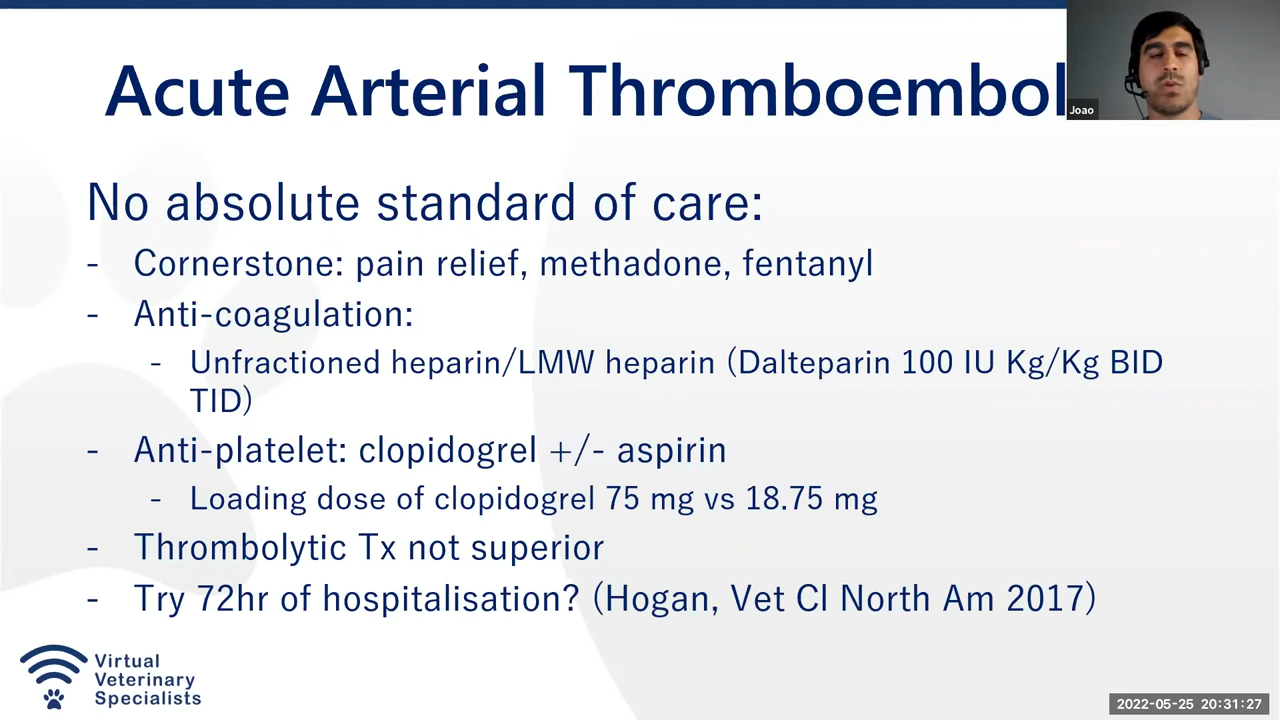 Acute Arterial Thromboembol
Joao
No absolute standard of care:
- Cornerstone: pain relief, methadone, fentanyl
- Anti-coagulation:
- Unfractioned heparin/LMW heparin (Dalteparin 100 IU Kg/Kg BID
TID)
- Anti-platelet: clopidogrel +/- aspirin
- Loading dose of clopidogrel 75 mg vs 18.75 mg
- Thrombolytic Tx not superior
- Try 72hr of hospitalisation? (Hogan, Vet Cl North Am 2017)
Virtual
Veterinary
Specialists
2022-05-25 20:31:27